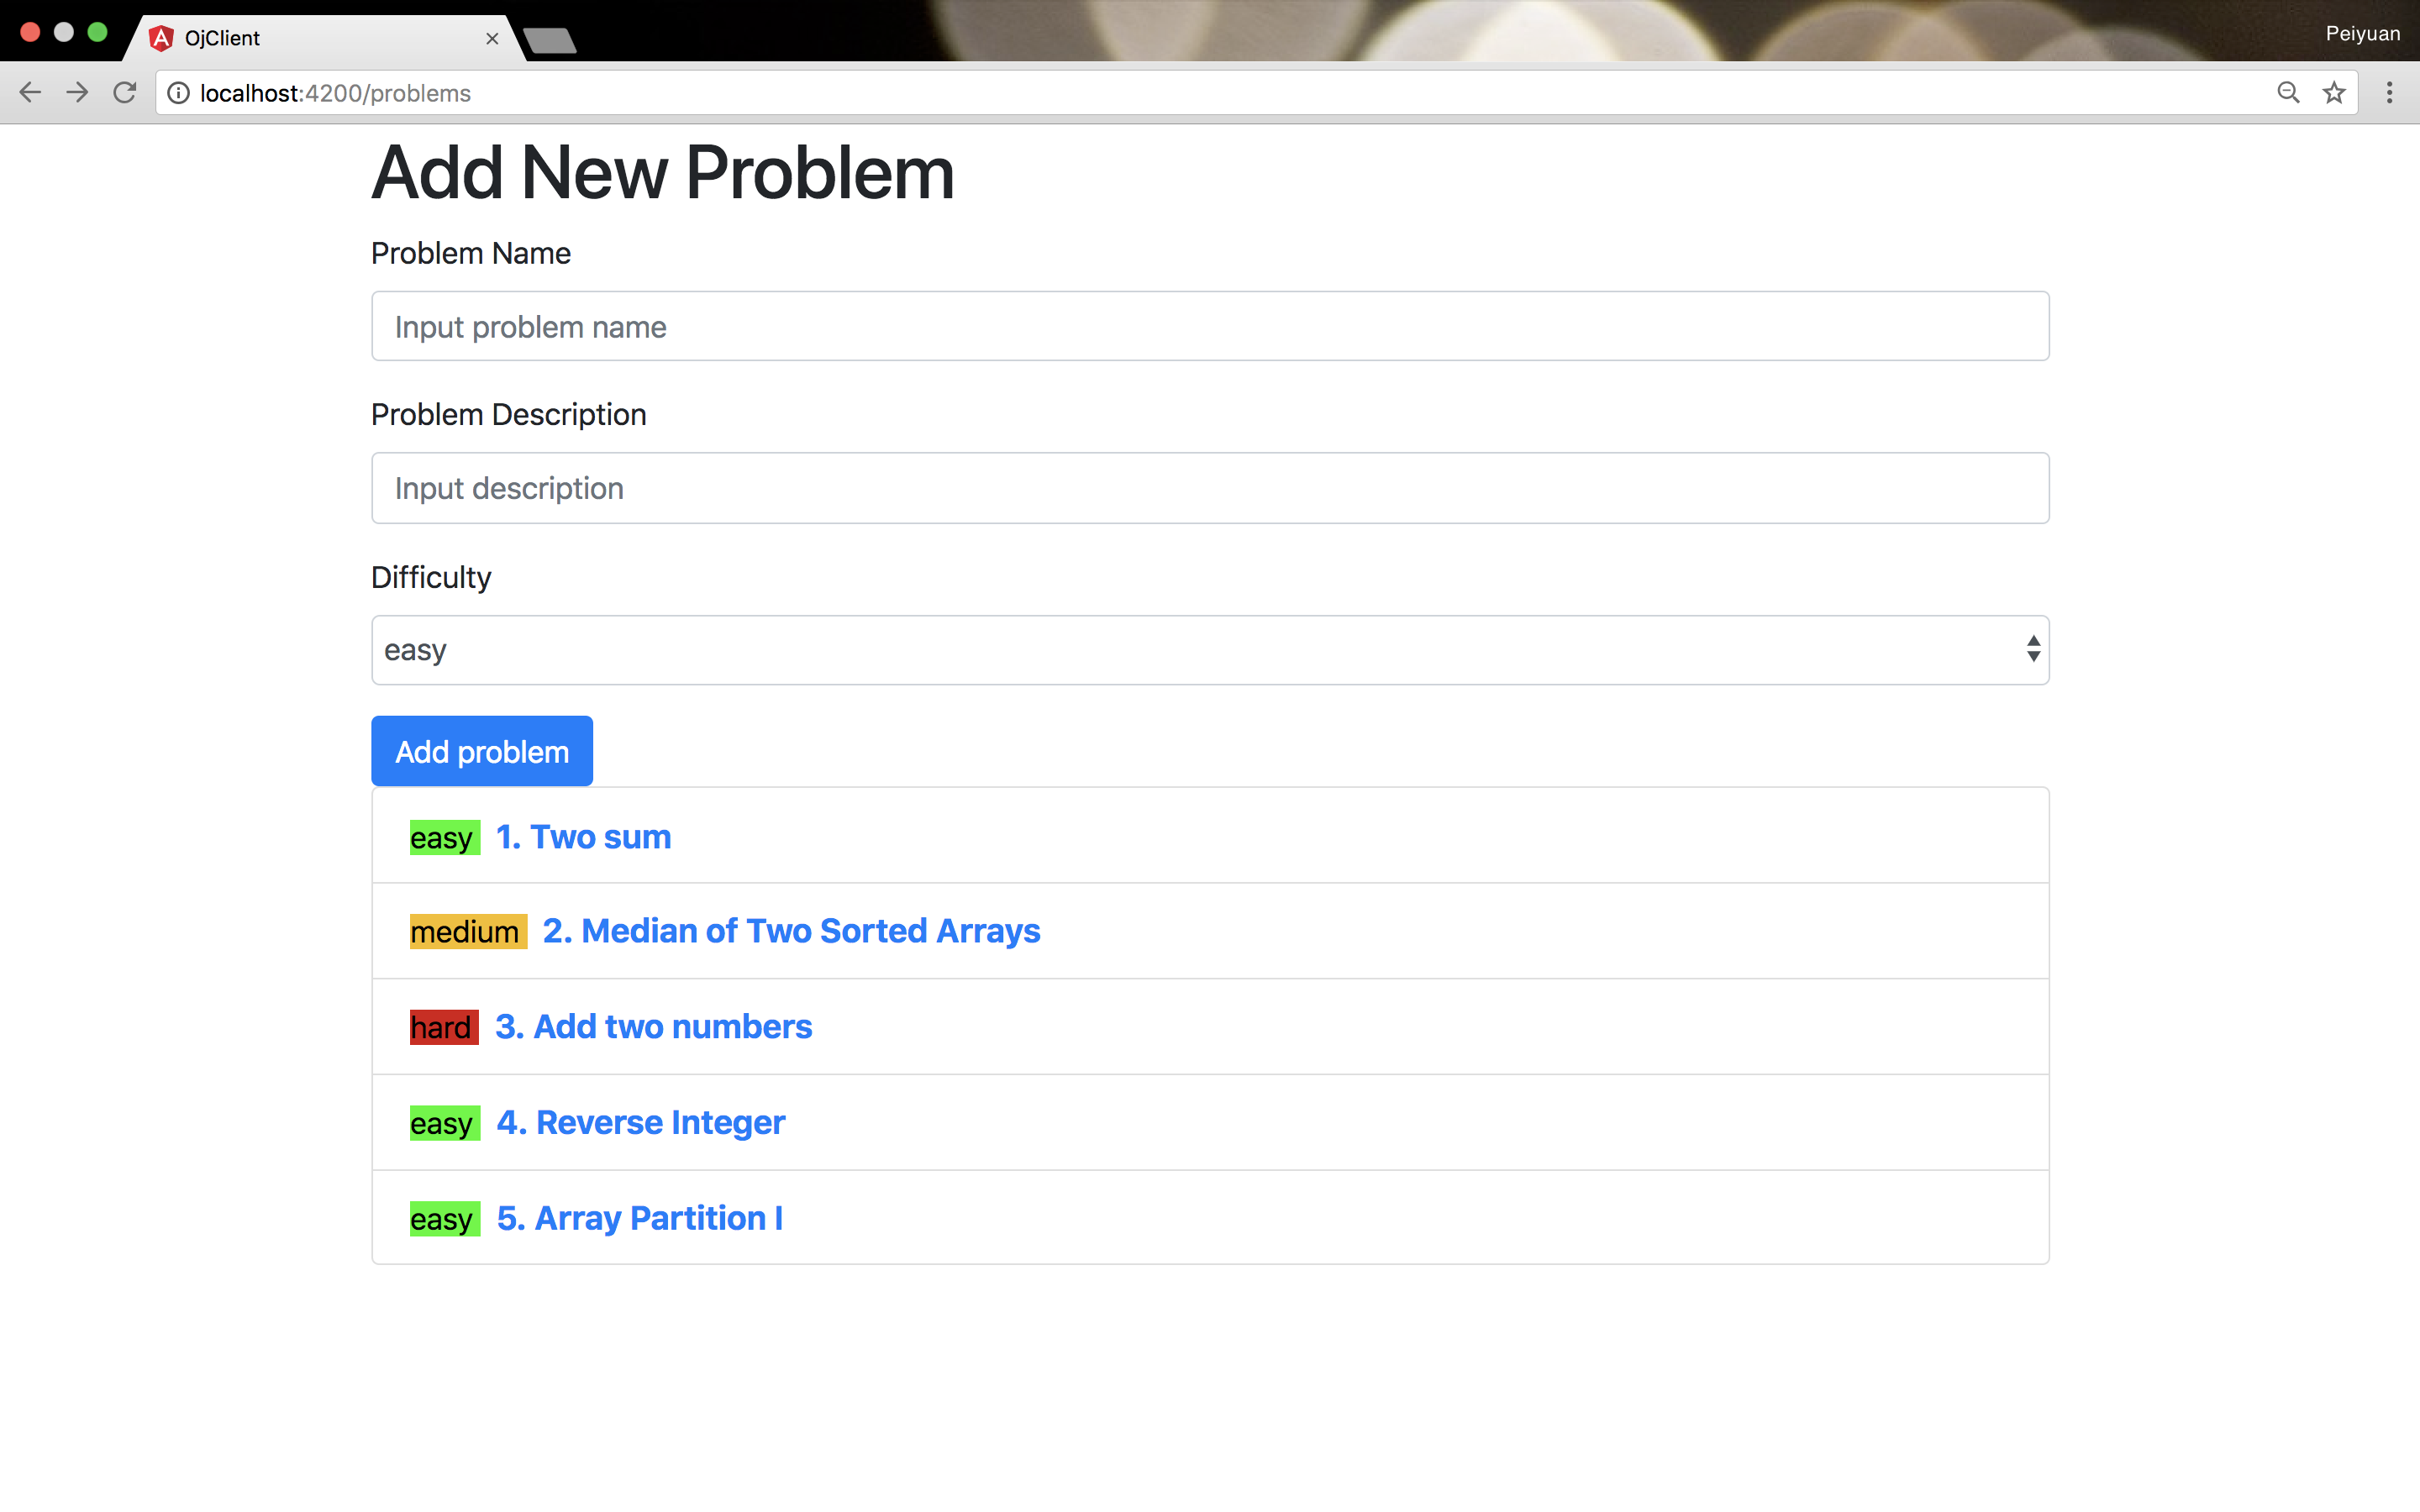 OjClient
Peiyuan
localhost:4200/problems
Add New Problem
Problem Name
Input problem name
Problem Description
Input description
Difficulty
easy
Add problem
easy 1. Two sum
medium 2. Median of Two Sorted Arrays
hard 3. Add two numbers
easy 4. Reverse Integer
easy 5. Array Partition I